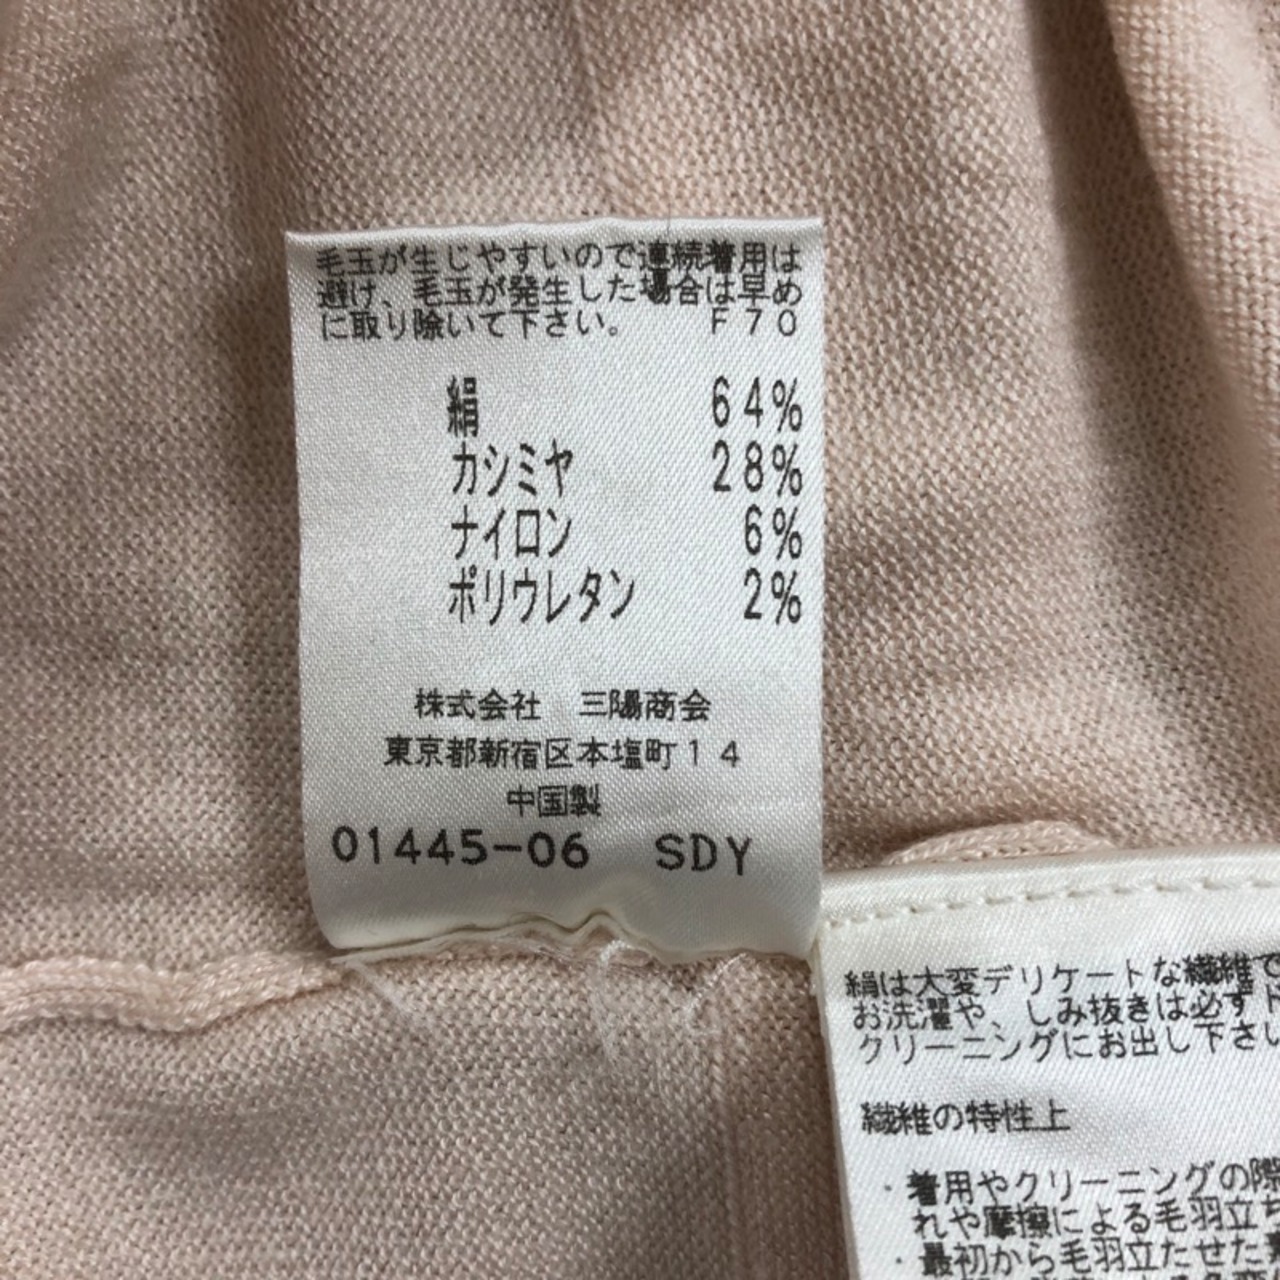 毛玉が生じやすいので連続着用は
避け、毛玉が発生した場合は早め
に取り除いて下さい。 F70
絹 64%
カシミヤ 28%
ナイロン 6%
ポリウレタン 2%
株式会社 三陽商会
東京都新宿区本塩町14
中国製
01445-06 SDY
絹は大変デリケートな繊維で
お洗濯や、しみ抜きは必ずド
クリーニングにお出し下さい
繊維の特性上
・着用やクリーニングの際
れや摩擦による毛羽立ち
・最初から毛羽立たせた